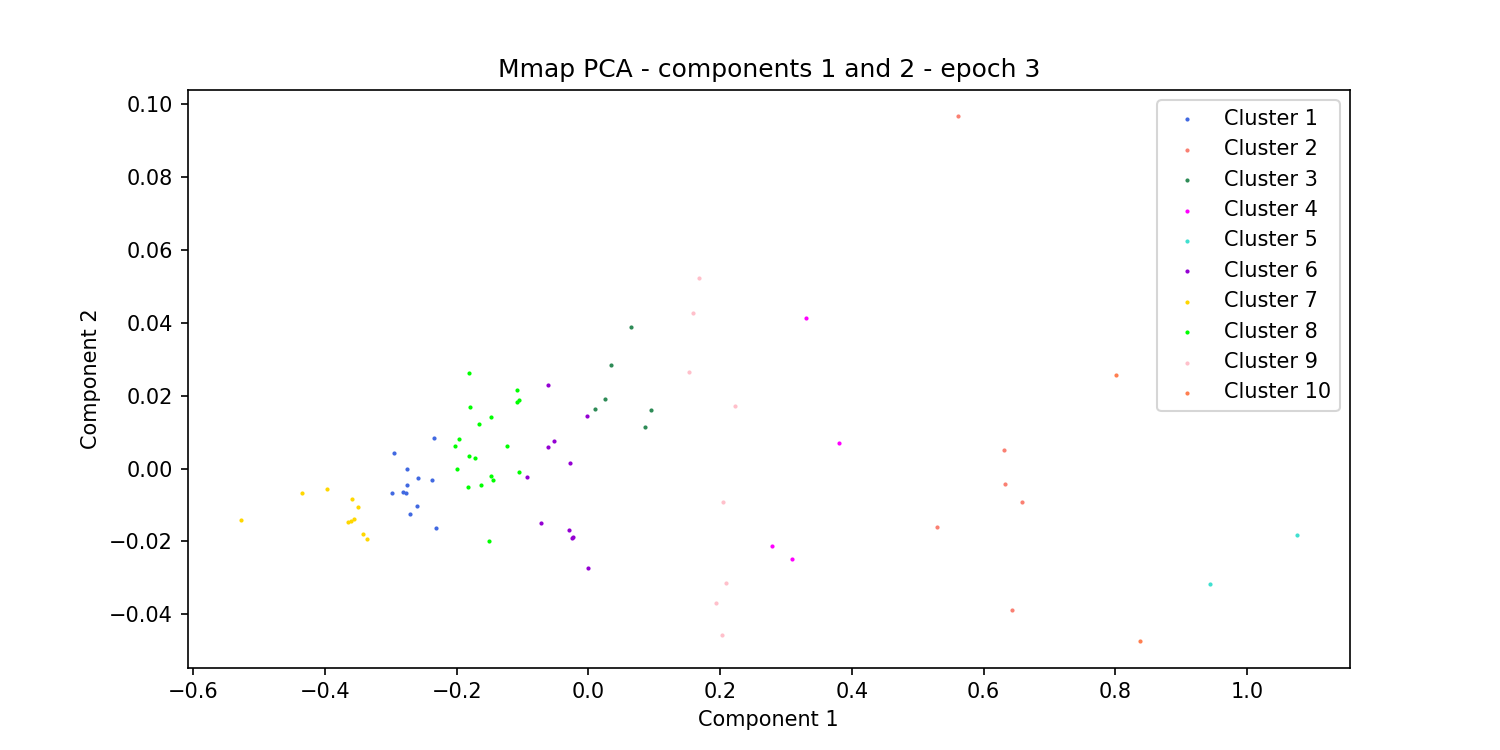 Mmap PCA - components 1 and 2 - epoch 3
Component 2
0.10
0.08
0.06
0.04
0.02
0.00
−0.02
−0.04
Cluster 1
Cluster 2
Cluster 3
Cluster 4
Cluster 5
Cluster 6
Cluster 7
Cluster 8
Cluster 9
Cluster 10
−0.6 −0.4 −0.2 0.0 0.2 0.4 0.6 0.8 1.0
Component 1